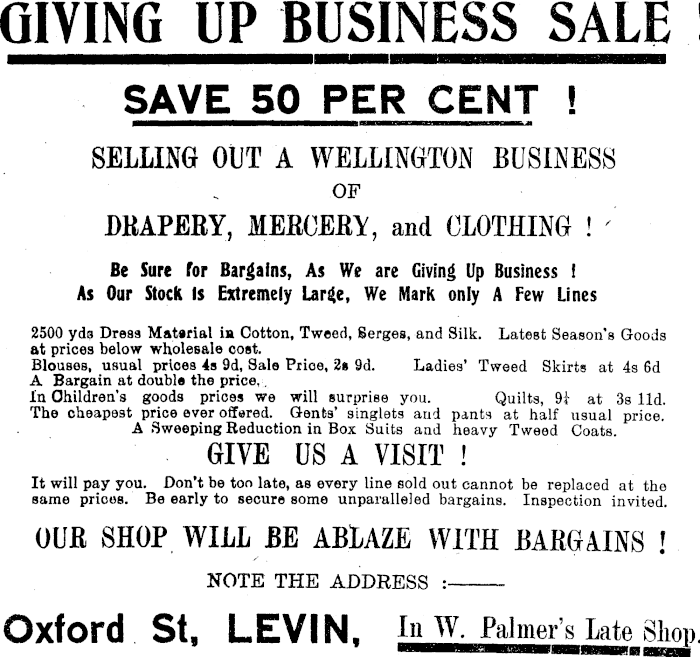 GIVING UP BUSINESS SALE !
SAVE 50 PER CENT !
SELLING OUT A WELLINGTON BUSINESS
OF
DRAPERY, MERCERY, and CLOTHING !
Be Sure for Bargains, As We are Giving Up Business !
As Our Stock is Extremely Large, We Mark only A Few Lines
2500 yds Dress Material in Cotton, Tweed, Serges, and Silk. Latest Season's Goods
at prices below wholesale cost.
Blouses, usual prices 4s 9d, Sale Price, 2s 9d. Ladies' Tweed Skirts at 4s 6d
A Bargain at double the price,
In Children's goods prices we will surprise you. Quilts, 9¼ at 3s 11d.
The cheapest price ever offered. Gents' singlets and pants at half usual price.
A Sweeping Reduction in Box Suits and heavy Tweed Coats.
GIVE US A VISIT !
It will pay you. Don't be too late, as every line sold out cannot be replaced at the
same prices. Be early to secure some unparalleled bargains. Inspection invited.
OUR SHOP WILL BE ABLAZE WITH BARGAINS !
NOTE THE ADDRESS :——
Oxford St, LEVIN, In W. Palmer's Late Shop.